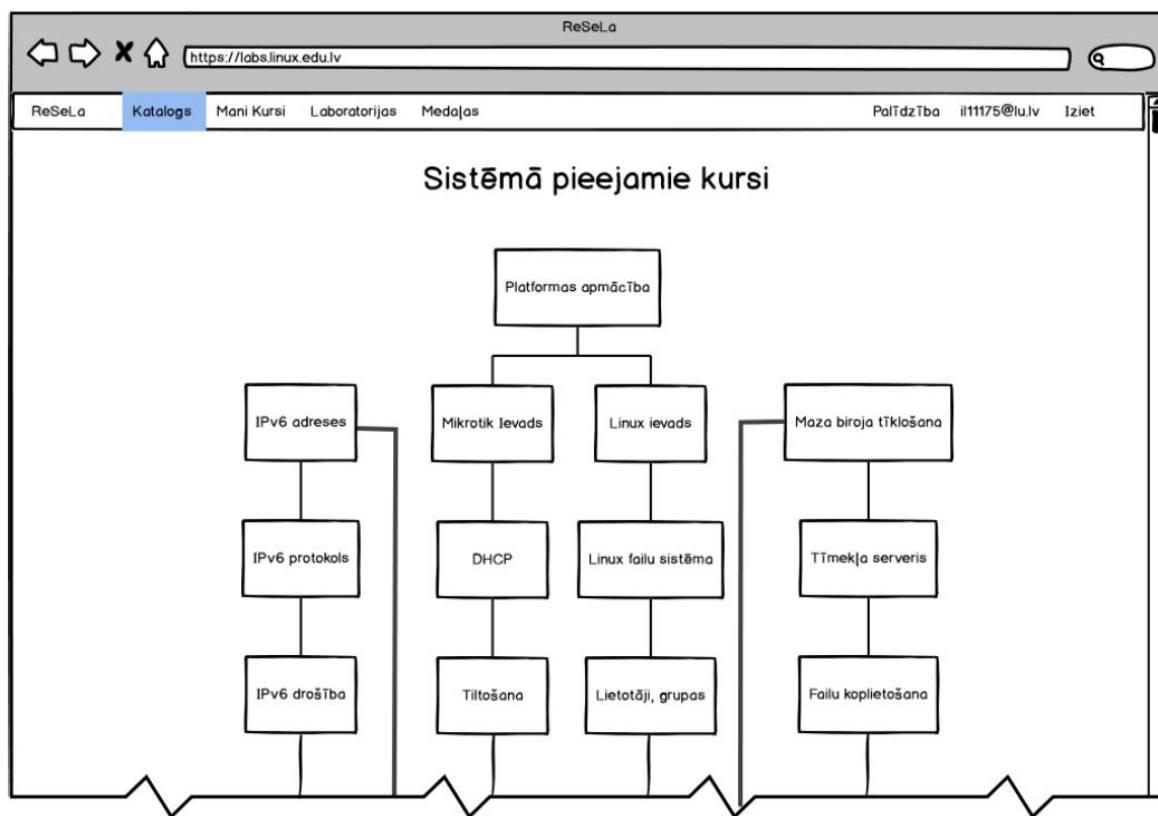 ReSeLa
https://labs.linux.edu.lv
ReSeLa Katalogs Mani Kursi Laboratorijas Medaļas Palīdzība il11175@lu.lv Iziet
Sistēmā pieejamie kursi
Platformas apmācība
IPv6 adreses Mikrotik Ievads Linux ievads Maza biroja tīklošana
IPv6 protokols DHCP Linux failu sistēma Tīmekļa serveris
IPv6 drošība Tiltošana Lietotāji, grupas Failu koplietošana